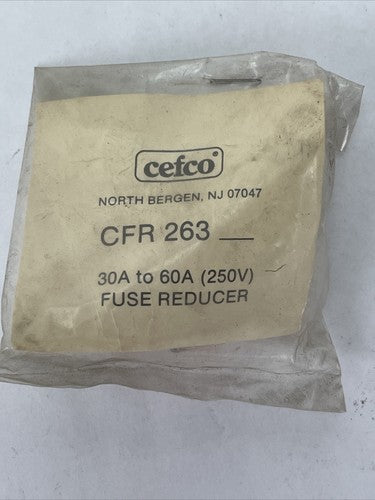 cefco
NORTH BERGEN, NJ 07047
CFR 263 __
30A to 60A (250V)
FUSE REDUCER